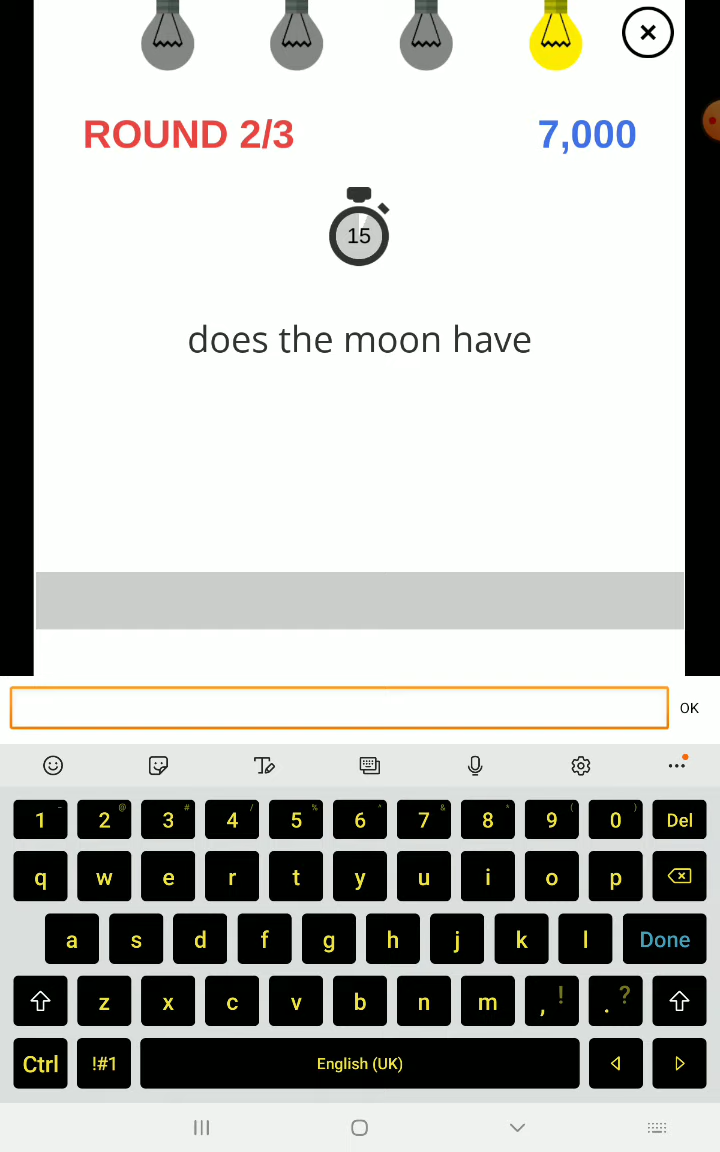 ROUND 2/3 7,000
15
does the moon have
OK
1 2 @ 3 # 4 / 5 % 6 ^ 7 & 8 * 9 ( 0 ) Del
q w e r t y u i o p
a s d f g h j k l Done
z x c v b n m , ! . ?
Ctrl !#1 English (UK)